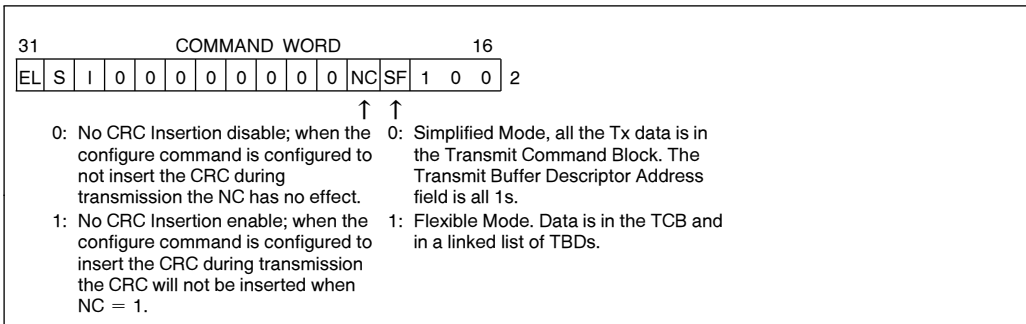 31 COMMAND WORD 16
EL S I 0 0 0 0 0 0 0 0 NC SF 1 0 0 2
↑ ↑
0: No CRC Insertion disable; when the
configure command is configured to
not insert the CRC during
transmission the NC has no effect.
1: No CRC Insertion enable; when the
configure command is configured to
insert the CRC during transmission
the CRC will not be inserted when
NC = 1.
0: Simplified Mode, all the Tx data is in
the Transmit Command Block. The
Transmit Buffer Descriptor Address
field is all 1s.
1: Flexible Mode. Data is in the TCB and
in a linked list of TBDs.